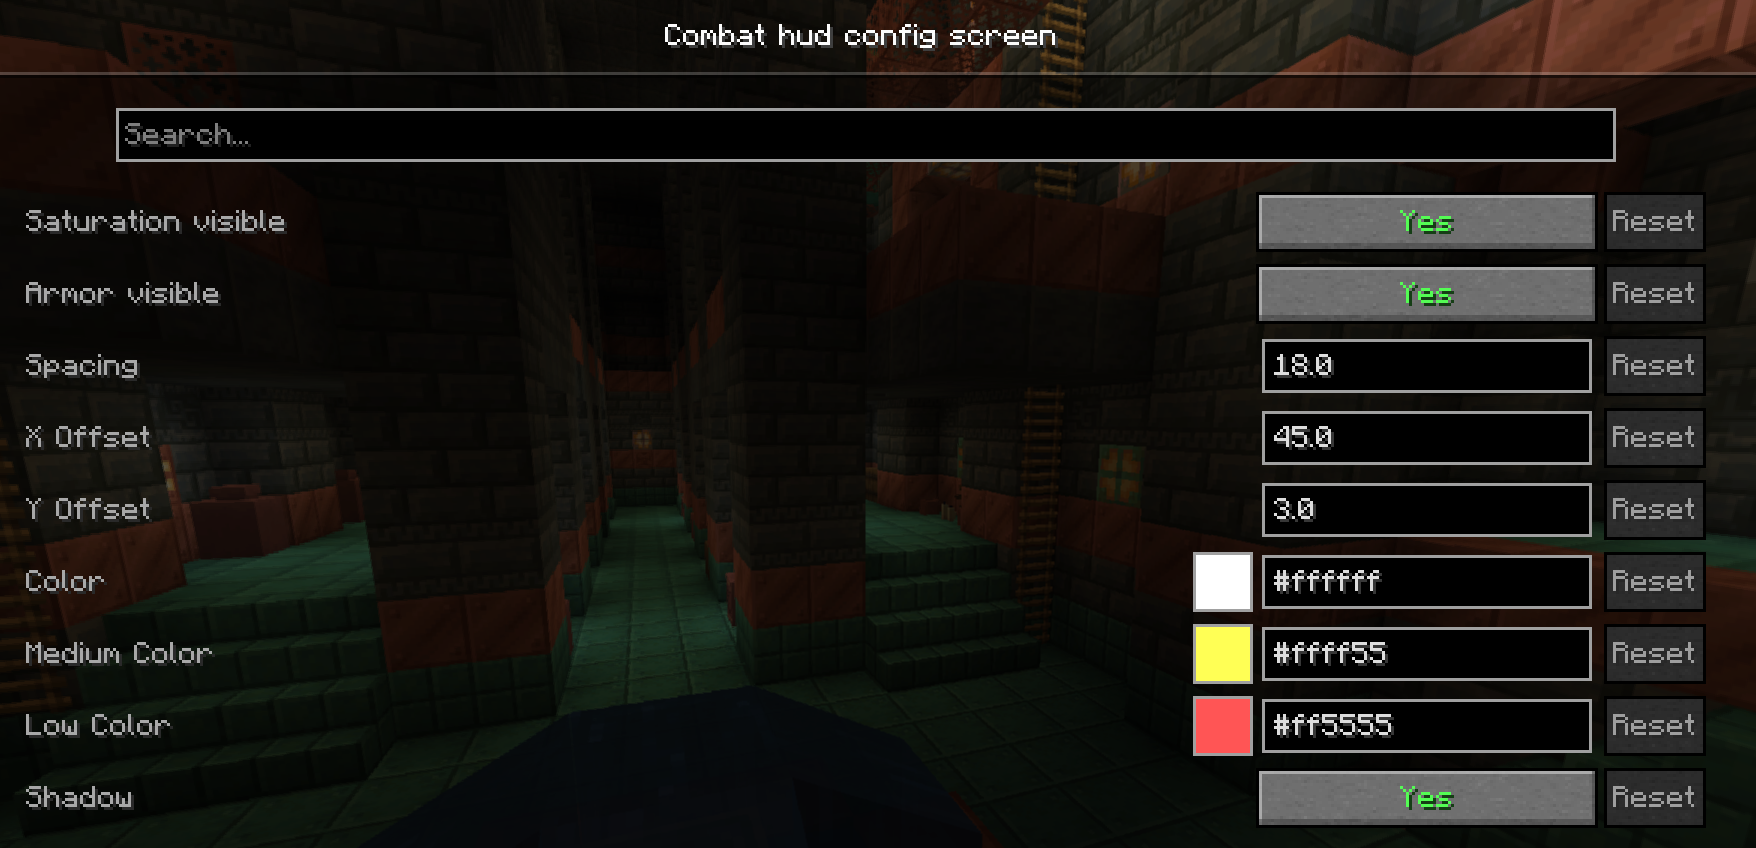 Combat hud config screen
Search...
Saturation visible Yes Reset
Armor visible Yes Reset
Spacing 18.0 Reset
X Offset 45.0 Reset
Y Offset 3.0 Reset
Color #ffffff Reset
Medium Color #ffff55 Reset
Low Color #ff5555 Reset
Shadow Yes Reset